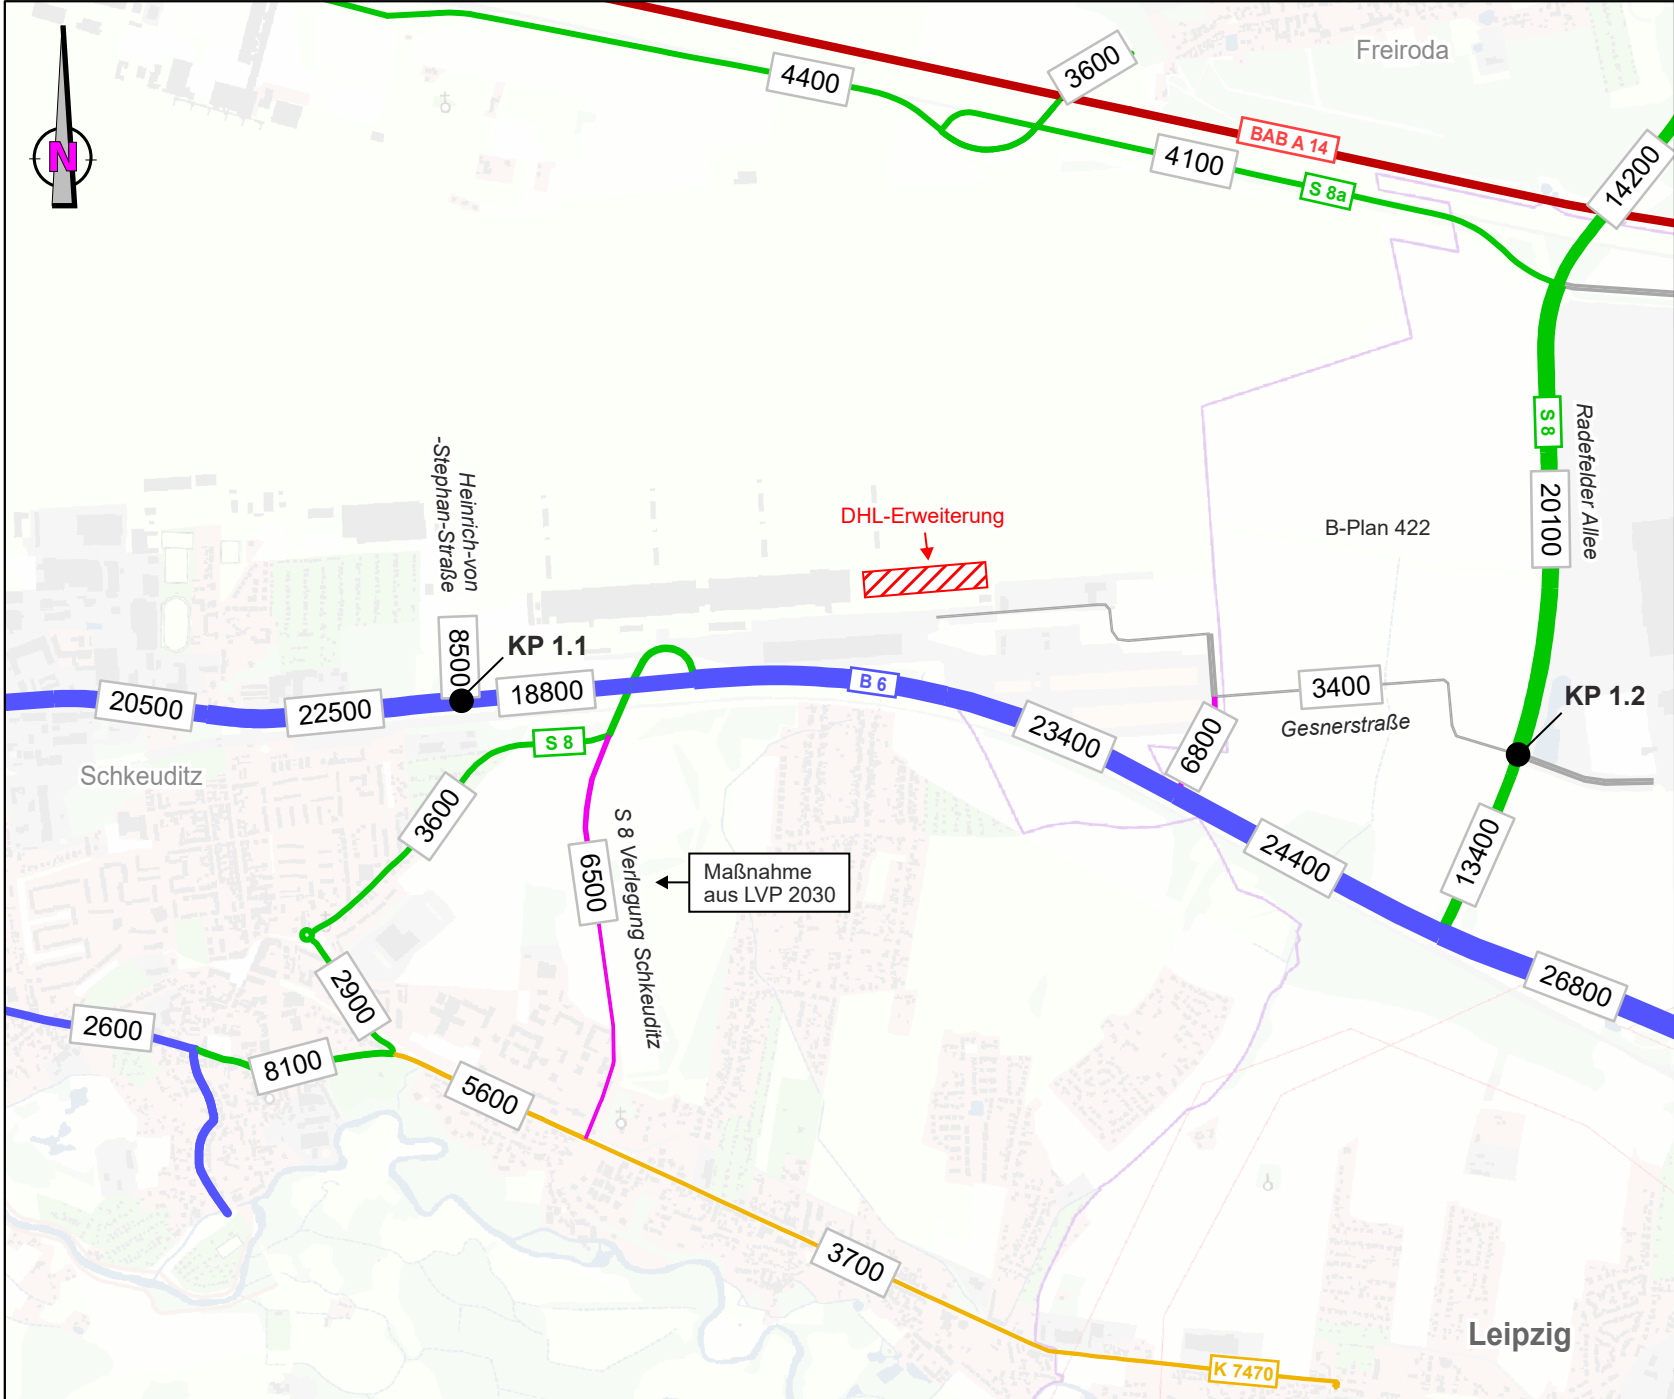 Freiroda
3600
4400
BAB A 14
4100
S 8a
14200
N
S 8
Radefelder Allee
20100
B-Plan 422
DHL-Erweiterung
Heinrich-von
-Stephan-Straße
8500
KP 1.1
18800
20500
22500
B 6
S 8
23400
6800
3400
Gesnerstraße
KP 1.2
Schkeuditz
3600
6500
S 8 Verlegung Schkeuditz
Maßnahme
aus LVP 2030
24400
13400
26800
2900
2600
8100
5600
3700
Leipzig
K 7470